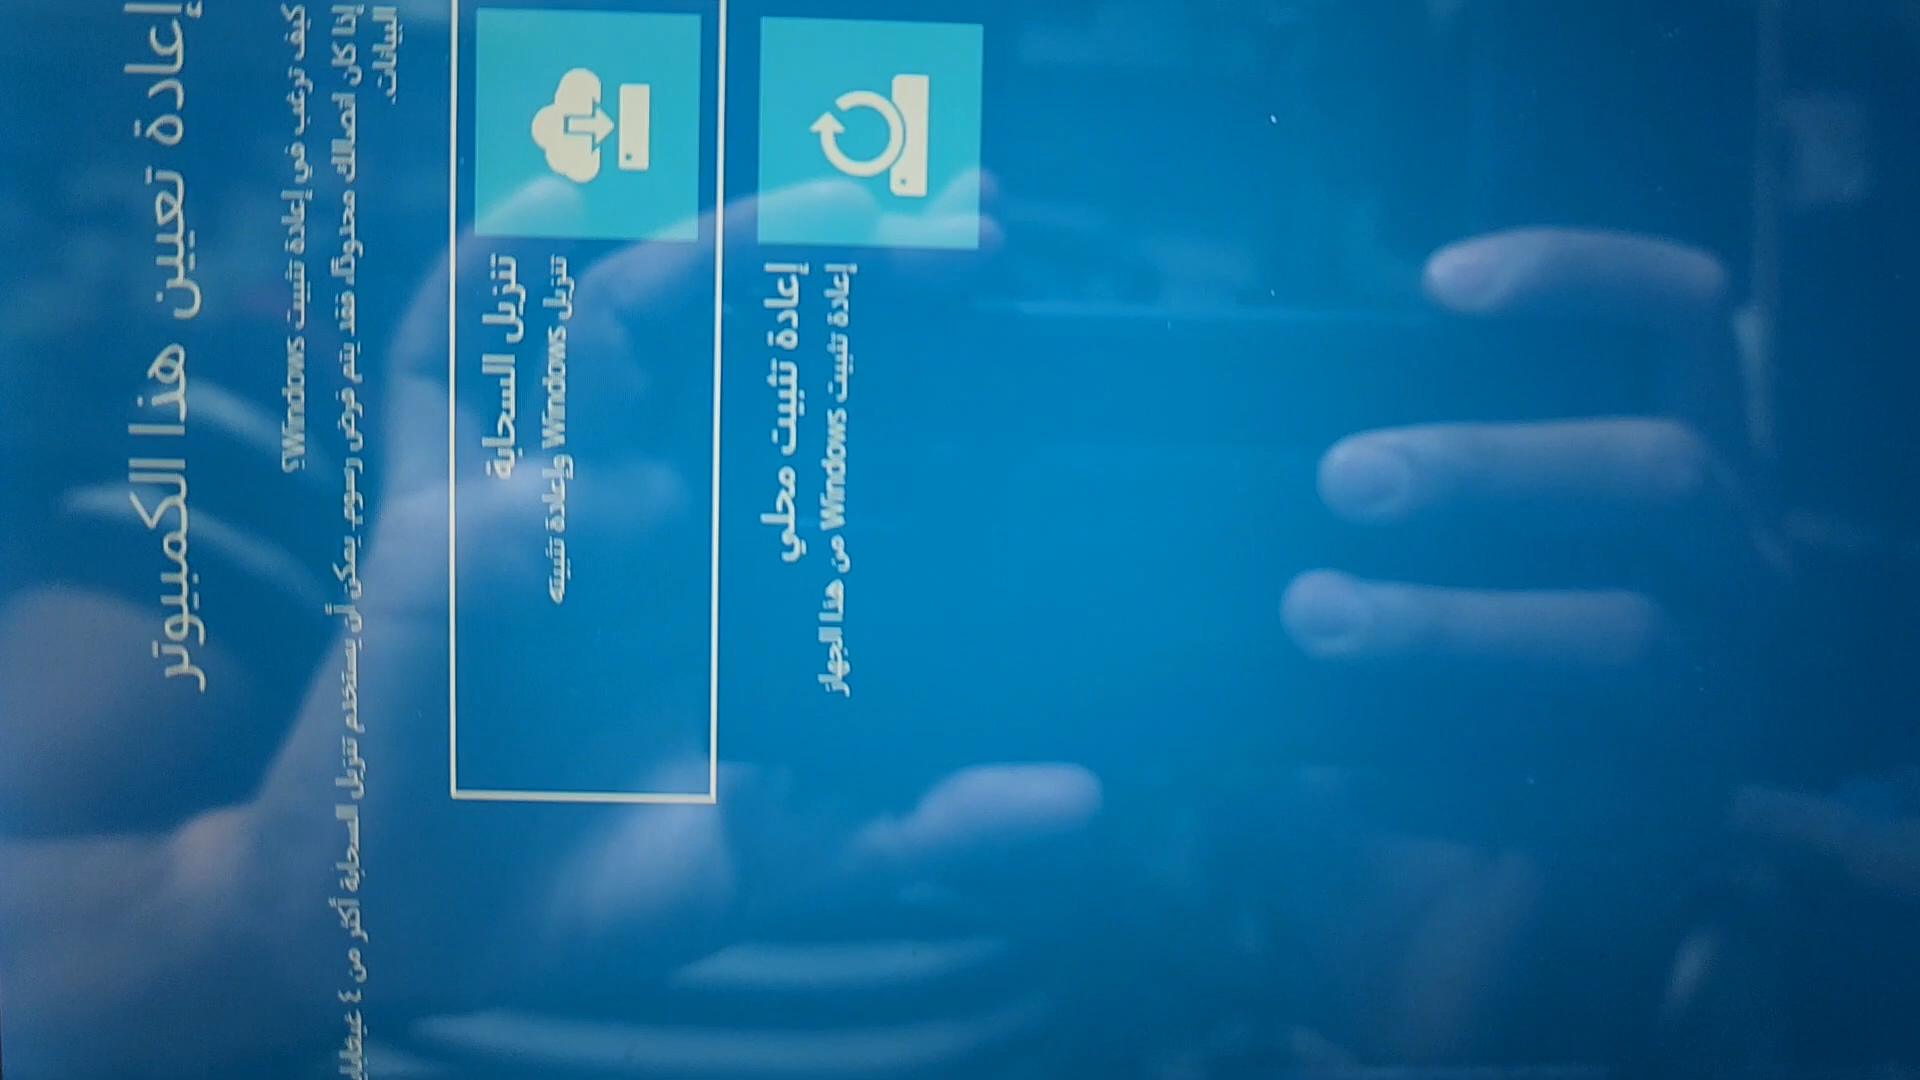 إعادة تعيين هذا الكمبيوتر
كيف ترغب في إعادة تثبيت Windows؟
إذا كان اتصالك محدودًا، فقد يتم فرض رسوم. يمكن أن يستخدم تنزيل السحابة أكثر من ٤
البيانات.
تنزيل السحابة
تنزيل Windows وإعادة تثبيته
إعادة تثبيت محلي
إعادة تثبيت Windows من هذا الجهاز